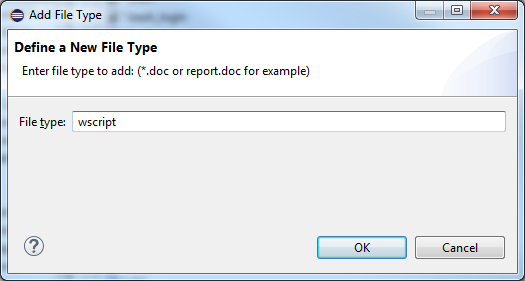 Add File Type
Define a New File Type
Enter file type to add: (*.doc or report.doc for example)
File type: wscript
OK Cancel